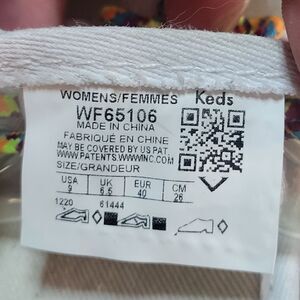 WOMENS/FEMMES Keds
WF65106
MADE IN CHINA
FABRIQUÉ EN CHINE
MAY BE COVERED BY US PAT
WWW.PATENTS.WWWINC.COM
SIZE/GRANDEUR
USA UK EUR CM
9 6.5 40 26
1220 61444